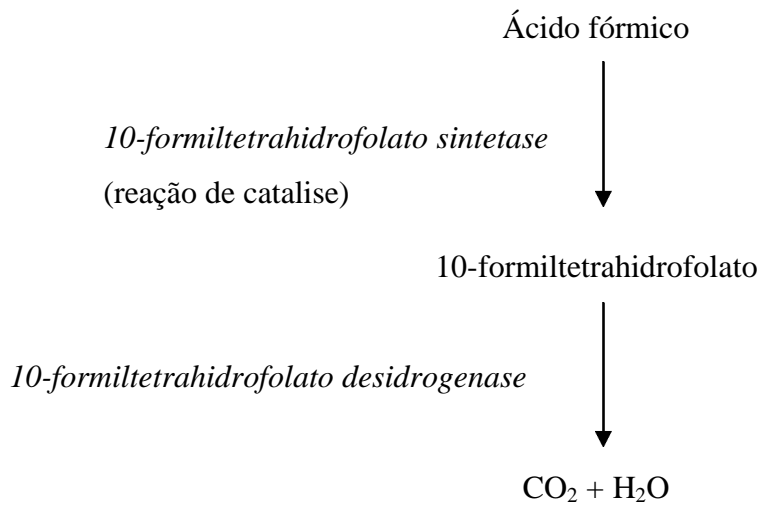 Ácido fórmico
10-formiltetrahidrofolato sintetase
(reação de catalise)
10-formiltetrahidrofolato
10-formiltetrahidrofolato desidrogenase
CO₂ + H₂O